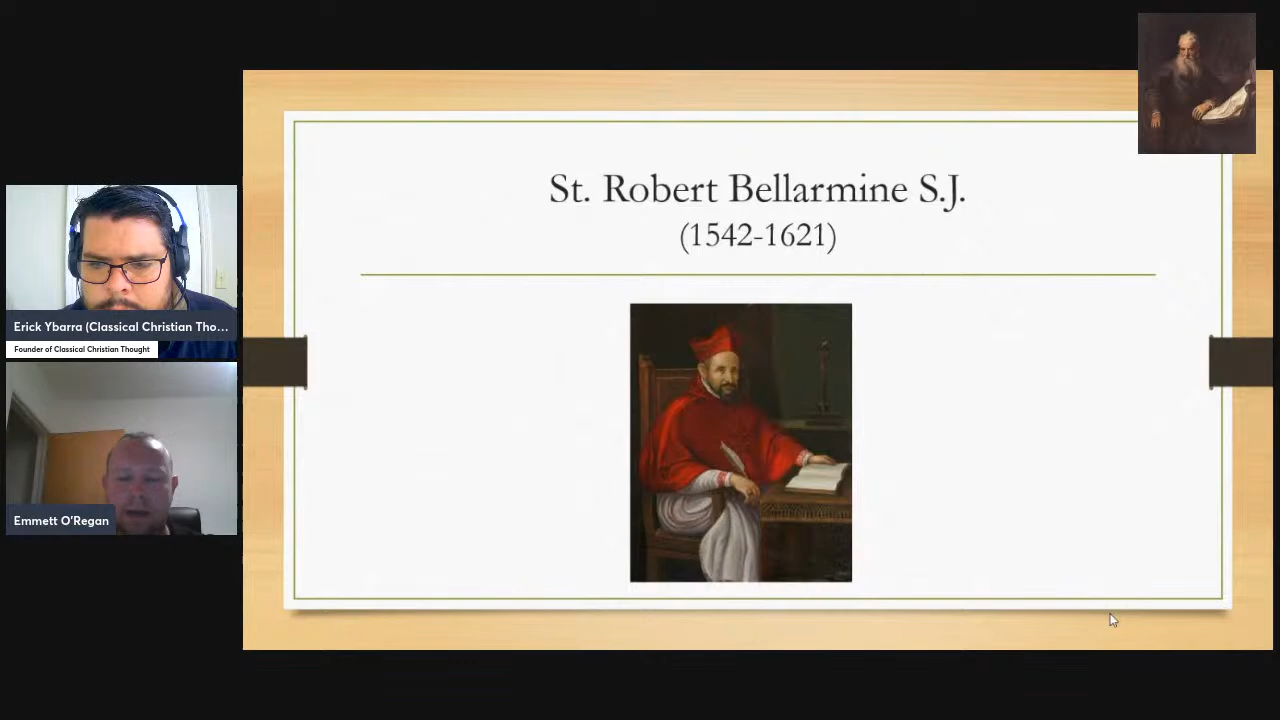 St. Robert Bellarmine S.J.
(1542-1621)
Erick Ybarra (Classical Christian Tho...
Founder of Classical Christian Thought
Emmett O'Regan